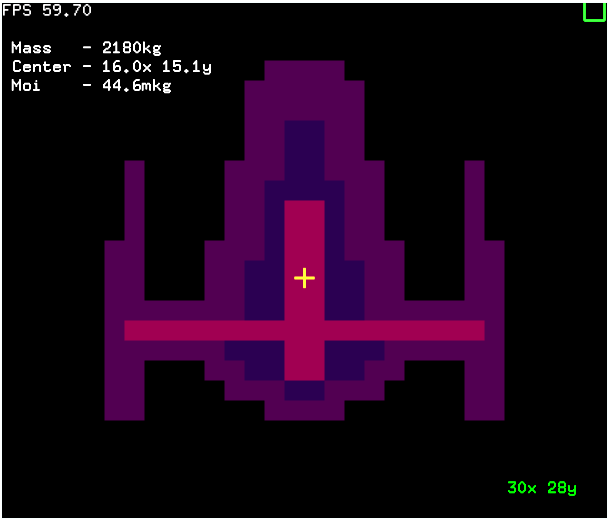 FPS 59.70
Mass   - 2180kg
Center - 16.0x 15.1y
Moi    - 44.6mkg
30x 28y